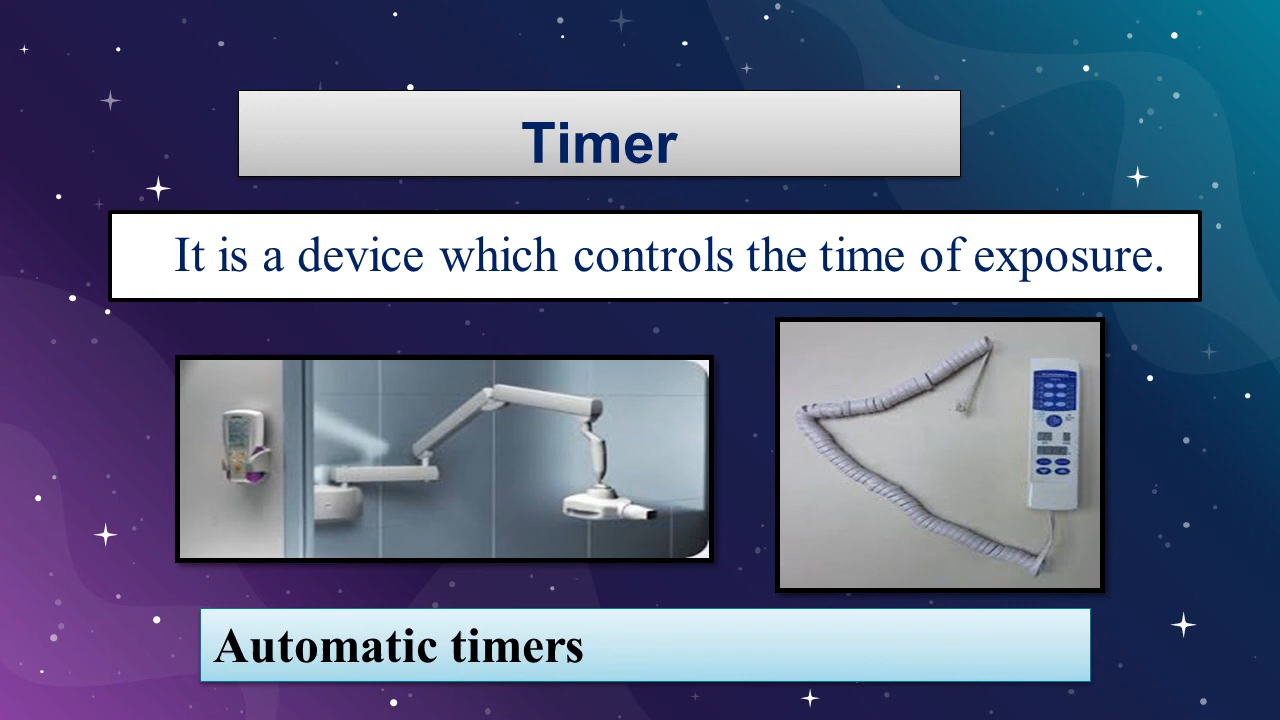 Timer
It is a device which controls the time of exposure.
Automatic timers